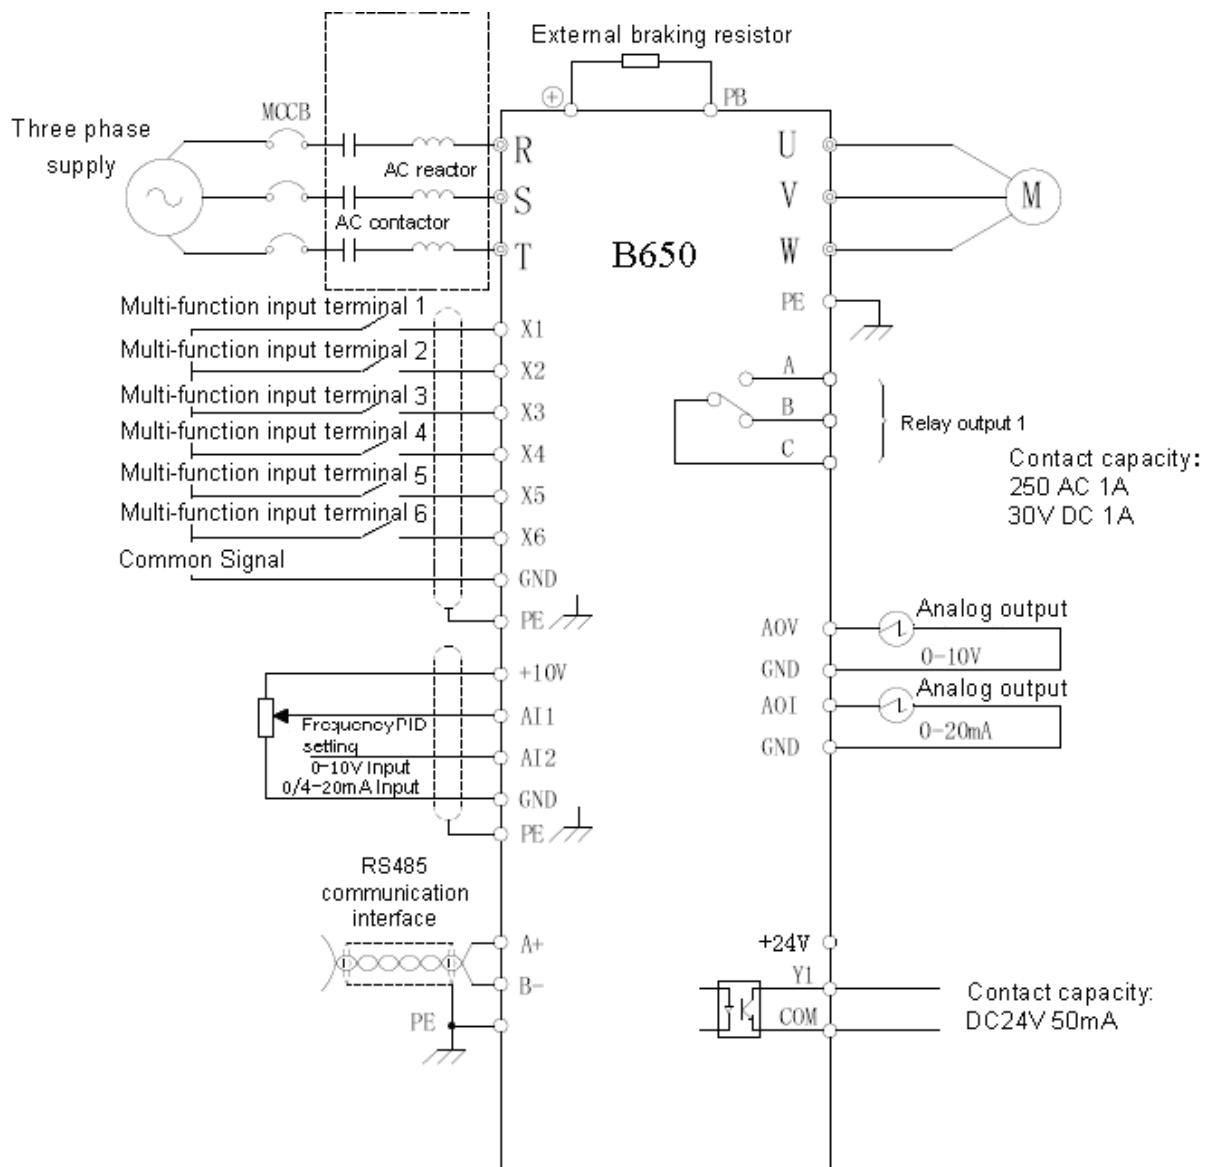 External braking resistor
PB
MCCB
Three phase
supply
R
AC reactor
S
AC contactor
T
B650
U
V
W
M
PE
Multi-function input terminal 1
X1
Multi-function input terminal 2
X2
Multi-function input terminal 3
X3
Multi-function input terminal 4
X4
Multi-function input terminal 5
X5
Multi-function input terminal 6
X6
Common Signal
GND
PE
A
B
C
Relay output 1
Contact capacity:
250 AC 1A
30V DC 1A
+10V
AI1
Frequency PID
setting
AI2
0-10V Input
0/4-20mA Input
GND
PE
AOV
Analog output
0-10V
GND
Analog output
AOI
0-20mA
GND
RS485
communication
interface
A+
B-
PE
+24V
Y1
COM
Contact capacity:
DC24V 50mA